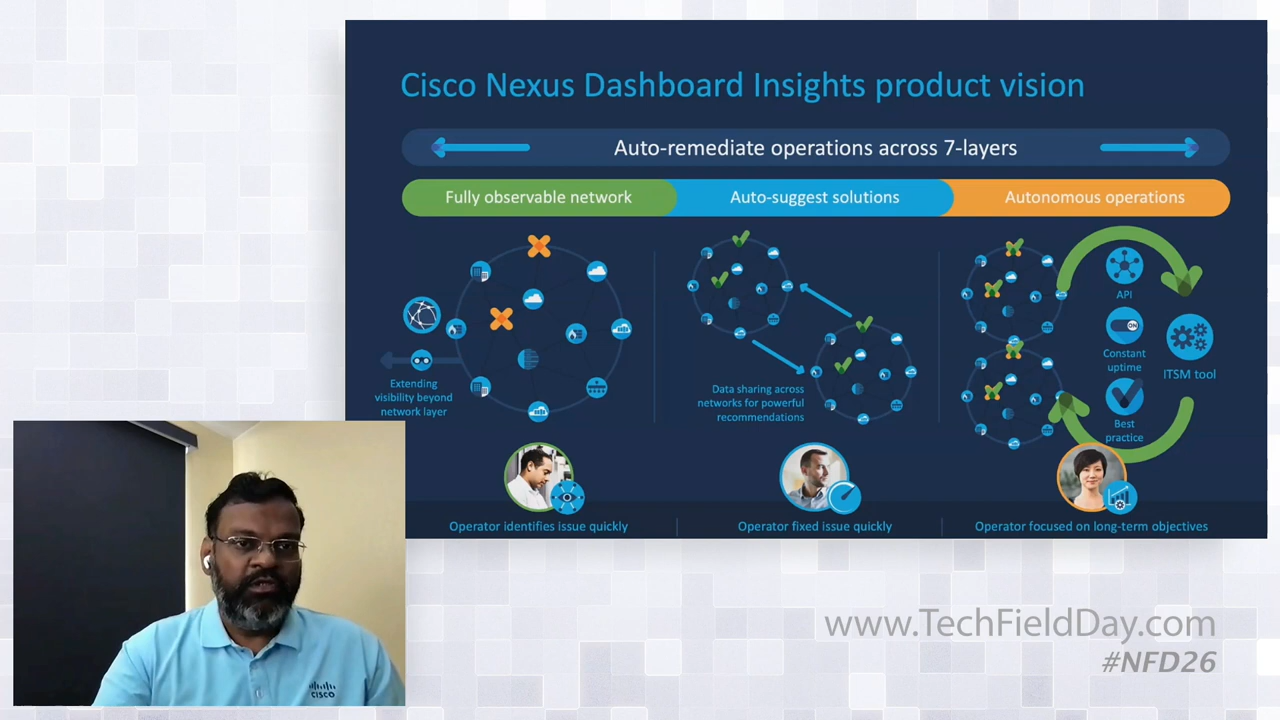 Cisco Nexus Dashboard Insights product vision
Auto-remediate operations across 7-layers
Fully observable network
Auto-suggest solutions
Autonomous operations
Extending
visibility beyond
network layer
Data sharing across
networks for powerful
recommendations
API
ON
Constant
uptime
ITSM tool
Best
practice
Operator identifies issue quickly
Operator fixed issue quickly
Operator focused on long-term objectives
CISCO
www.TechFieldDay.com
#NFD26